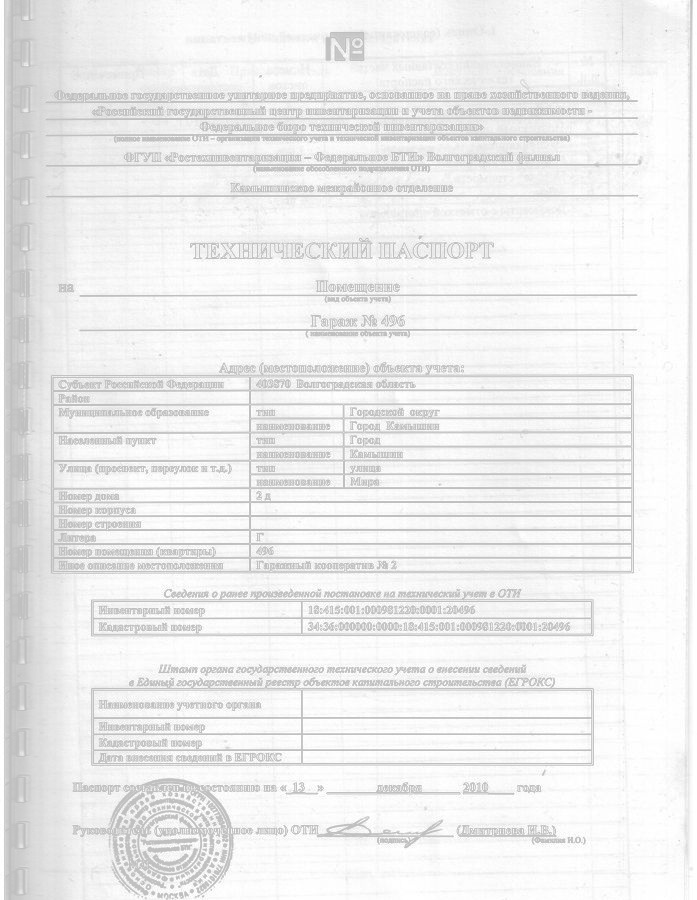 №
Федеральное государственное унитарное предприятие, основанное на праве хозяйственного ведения,
«Российский государственный центр инвентаризации и учета объектов недвижимости -
Федеральное бюро технической инвентаризации»
(полное наименование ОТИ – организации технического учета и технической инвентаризации объектов капитального строительства)
ФГУП «Ростехинвентаризация – Федеральное БТИ» Волгоградский филиал
(наименование обособленного подразделения ОТИ)
Камышинское межрайонное отделение
ТЕХНИЧЕСКИЙ ПАСПОРТ
на Помещение
(вид объекта учета)
Гараж № 496
( наименование объекта учета)
Адрес (местоположение) объекта учета:
Субъект Российской Федерации 403870 Волгоградская область
Район
Муниципальное образование тип Городской округ
наименование Город Камышин
Населенный пункт тип Город
наименование Камышин
Улица (проспект, переулок и т.д.) тип улица
наименование Мира
Номер дома 2 д
Номер корпуса
Номер строения
Литера Г
Номер помещения (квартиры) 496
Иное описание местоположения Гаражный кооператив № 2
Сведения о ранее произведенной постановке на технический учет в ОТИ
Инвентарный номер 18:415:001:000981220:0001:20496
Кадастровый номер 34:36:000000:0000:18:415:001:000981220:0001:20496
Штамп органа государственного технического учета о внесении сведений
в Единый государственный реестр объектов капитального строительства (ЕГРОКС)
Наименование учетного органа
Инвентарный номер
Кадастровый номер
Дата внесения сведений в ЕГРОКС
Паспорт составлен по состоянию на « 13 » декабря 2010 года
Руководитель (уполномоченное лицо) ОТИ (Дмитриева И.В.)
(подпись) (Фамилия И.О.)
МОСКВА